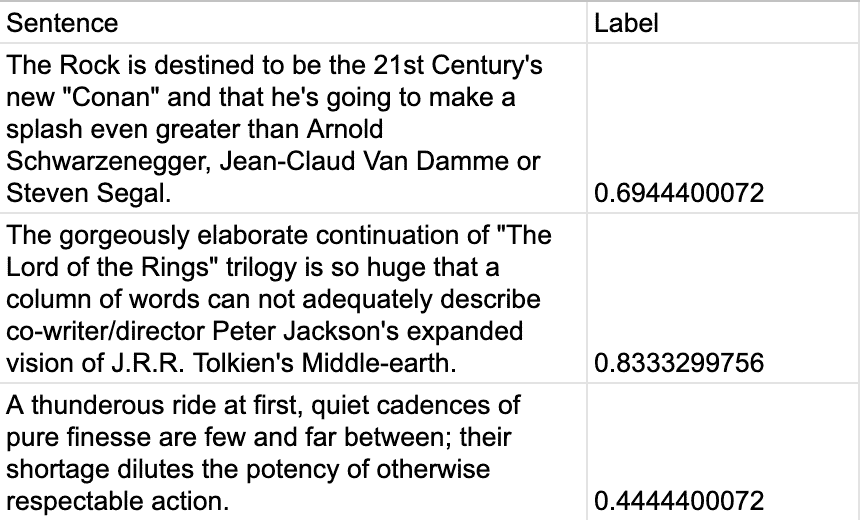 Sentence Label
The Rock is destined to be the 21st Century's
new "Conan" and that he's going to make a
splash even greater than Arnold
Schwarzenegger, Jean-Claud Van Damme or
Steven Segal. 0.6944400072
The gorgeously elaborate continuation of "The
Lord of the Rings" trilogy is so huge that a
column of words can not adequately describe
co-writer/director Peter Jackson's expanded
vision of J.R.R. Tolkien's Middle-earth. 0.8333299756
A thunderous ride at first, quiet cadences of
pure finesse are few and far between; their
shortage dilutes the potency of otherwise
respectable action. 0.4444400072